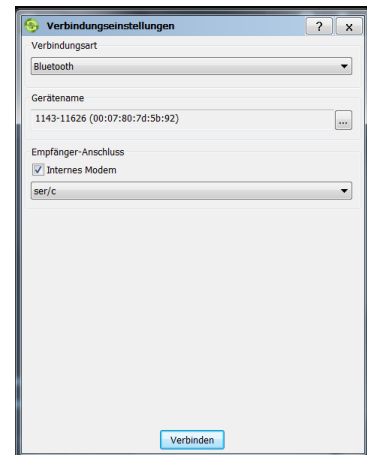 Verbindungseinstellungen ? x
Verbindungsart
Bluetooth
Gerätename
1143-11626 (00:07:80:7d:5b:92)
...
Empfänger-Anschluss
Internes Modem
ser/c
Verbinden